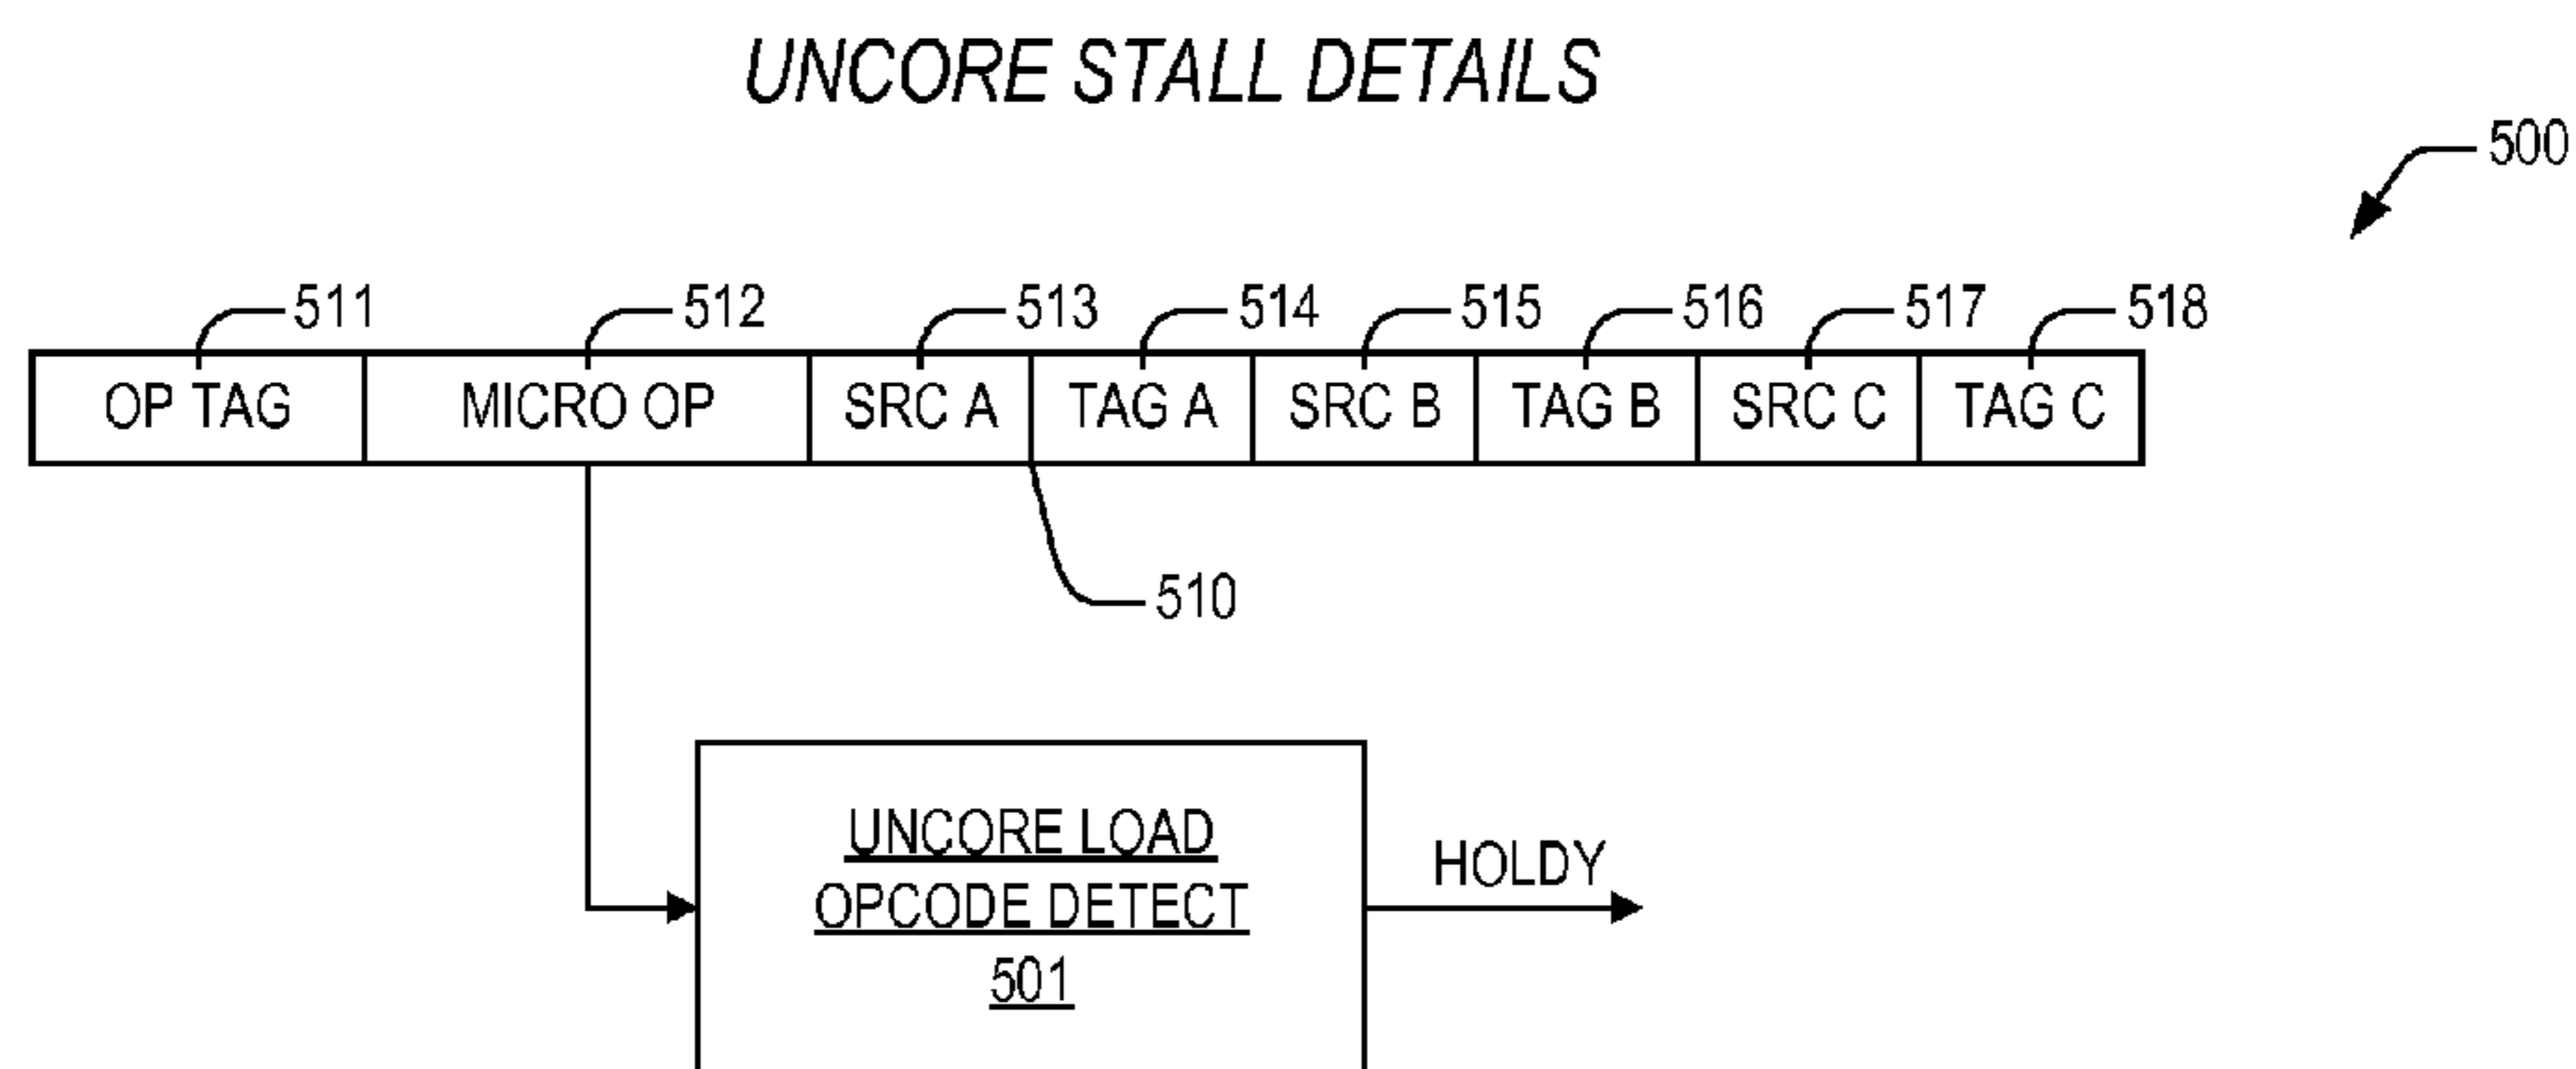 UNCORE STALL DETAILS
500
511 512 513 514 515 516 517 518
OP TAG MICRO OP SRC A TAG A SRC B TAG B SRC C TAG C
510
UNCORE LOAD
OPCODE DETECT
501
HOLDY